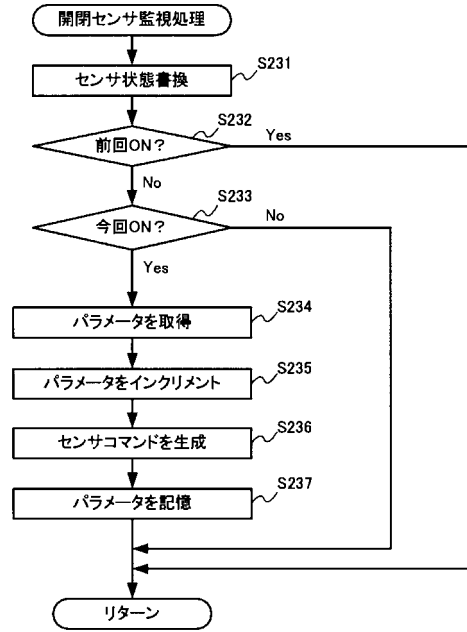 開閉センサ監視処理
S231
センサ状態書換
S232
前回ON?
Yes
No
S233
今回ON?
No
Yes
S234
パラメータを取得
S235
パラメータをインクリメント
S236
センサコマンドを生成
S237
パラメータを記憶
リターン